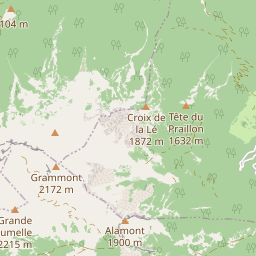 104 m
Croix de
la Lé
1872 m
Tête du
Praillon
1632 m
Grammont
2172 m
Grande
umelle
2215 m
Alamont
1900 m